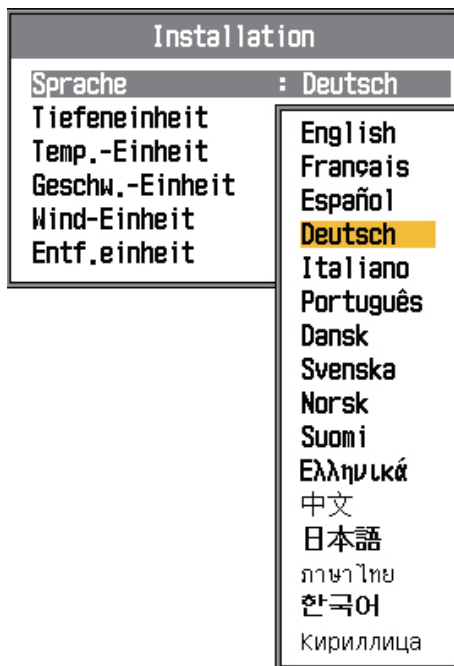 Installation
Sprache : Deutsch
Tiefeneinheit
Temp.-Einheit
Geschw.-Einheit
Wind-Einheit
Entf.einheit
English
Français
Español
Deutsch
Italiano
Português
Dansk
Svenska
Norsk
Suomi
Ελληνικά
中文
日本語
ภาษาไทย
한국어
Кириллица